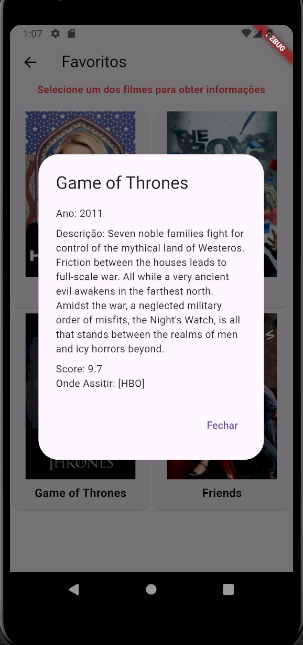 1:07
DEBUG
Favoritos
Selecione um dos filmes para obter informações
THE
BOYS
H
Game of Thrones
Ano: 2011
Descrição: Seven noble families fight for
control of the mythical land of Westeros.
Friction between the houses leads to
full-scale war. All while a very ancient
evil awakens in the farthest north.
Amidst the war, a neglected military
order of misfits, the Night's Watch, is all
that stands between the realms of men
and icy horrors beyond.
Score: 9.7
Onde Assitir: [HBO]
Fechar
THRONES
Game of Thrones
Friends